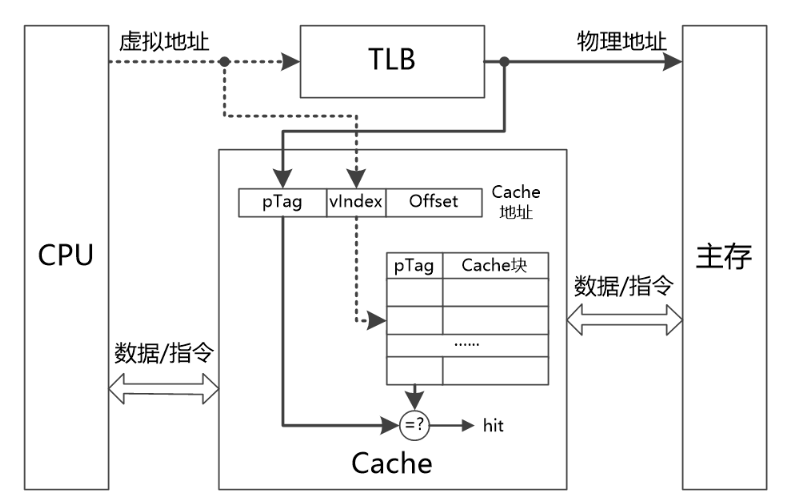 虚拟地址
TLB
物理地址
pTag
vIndex
Offset
Cache
地址
CPU
pTag
Cache块
主存
数据/指令
......
数据/指令
=?
hit
Cache